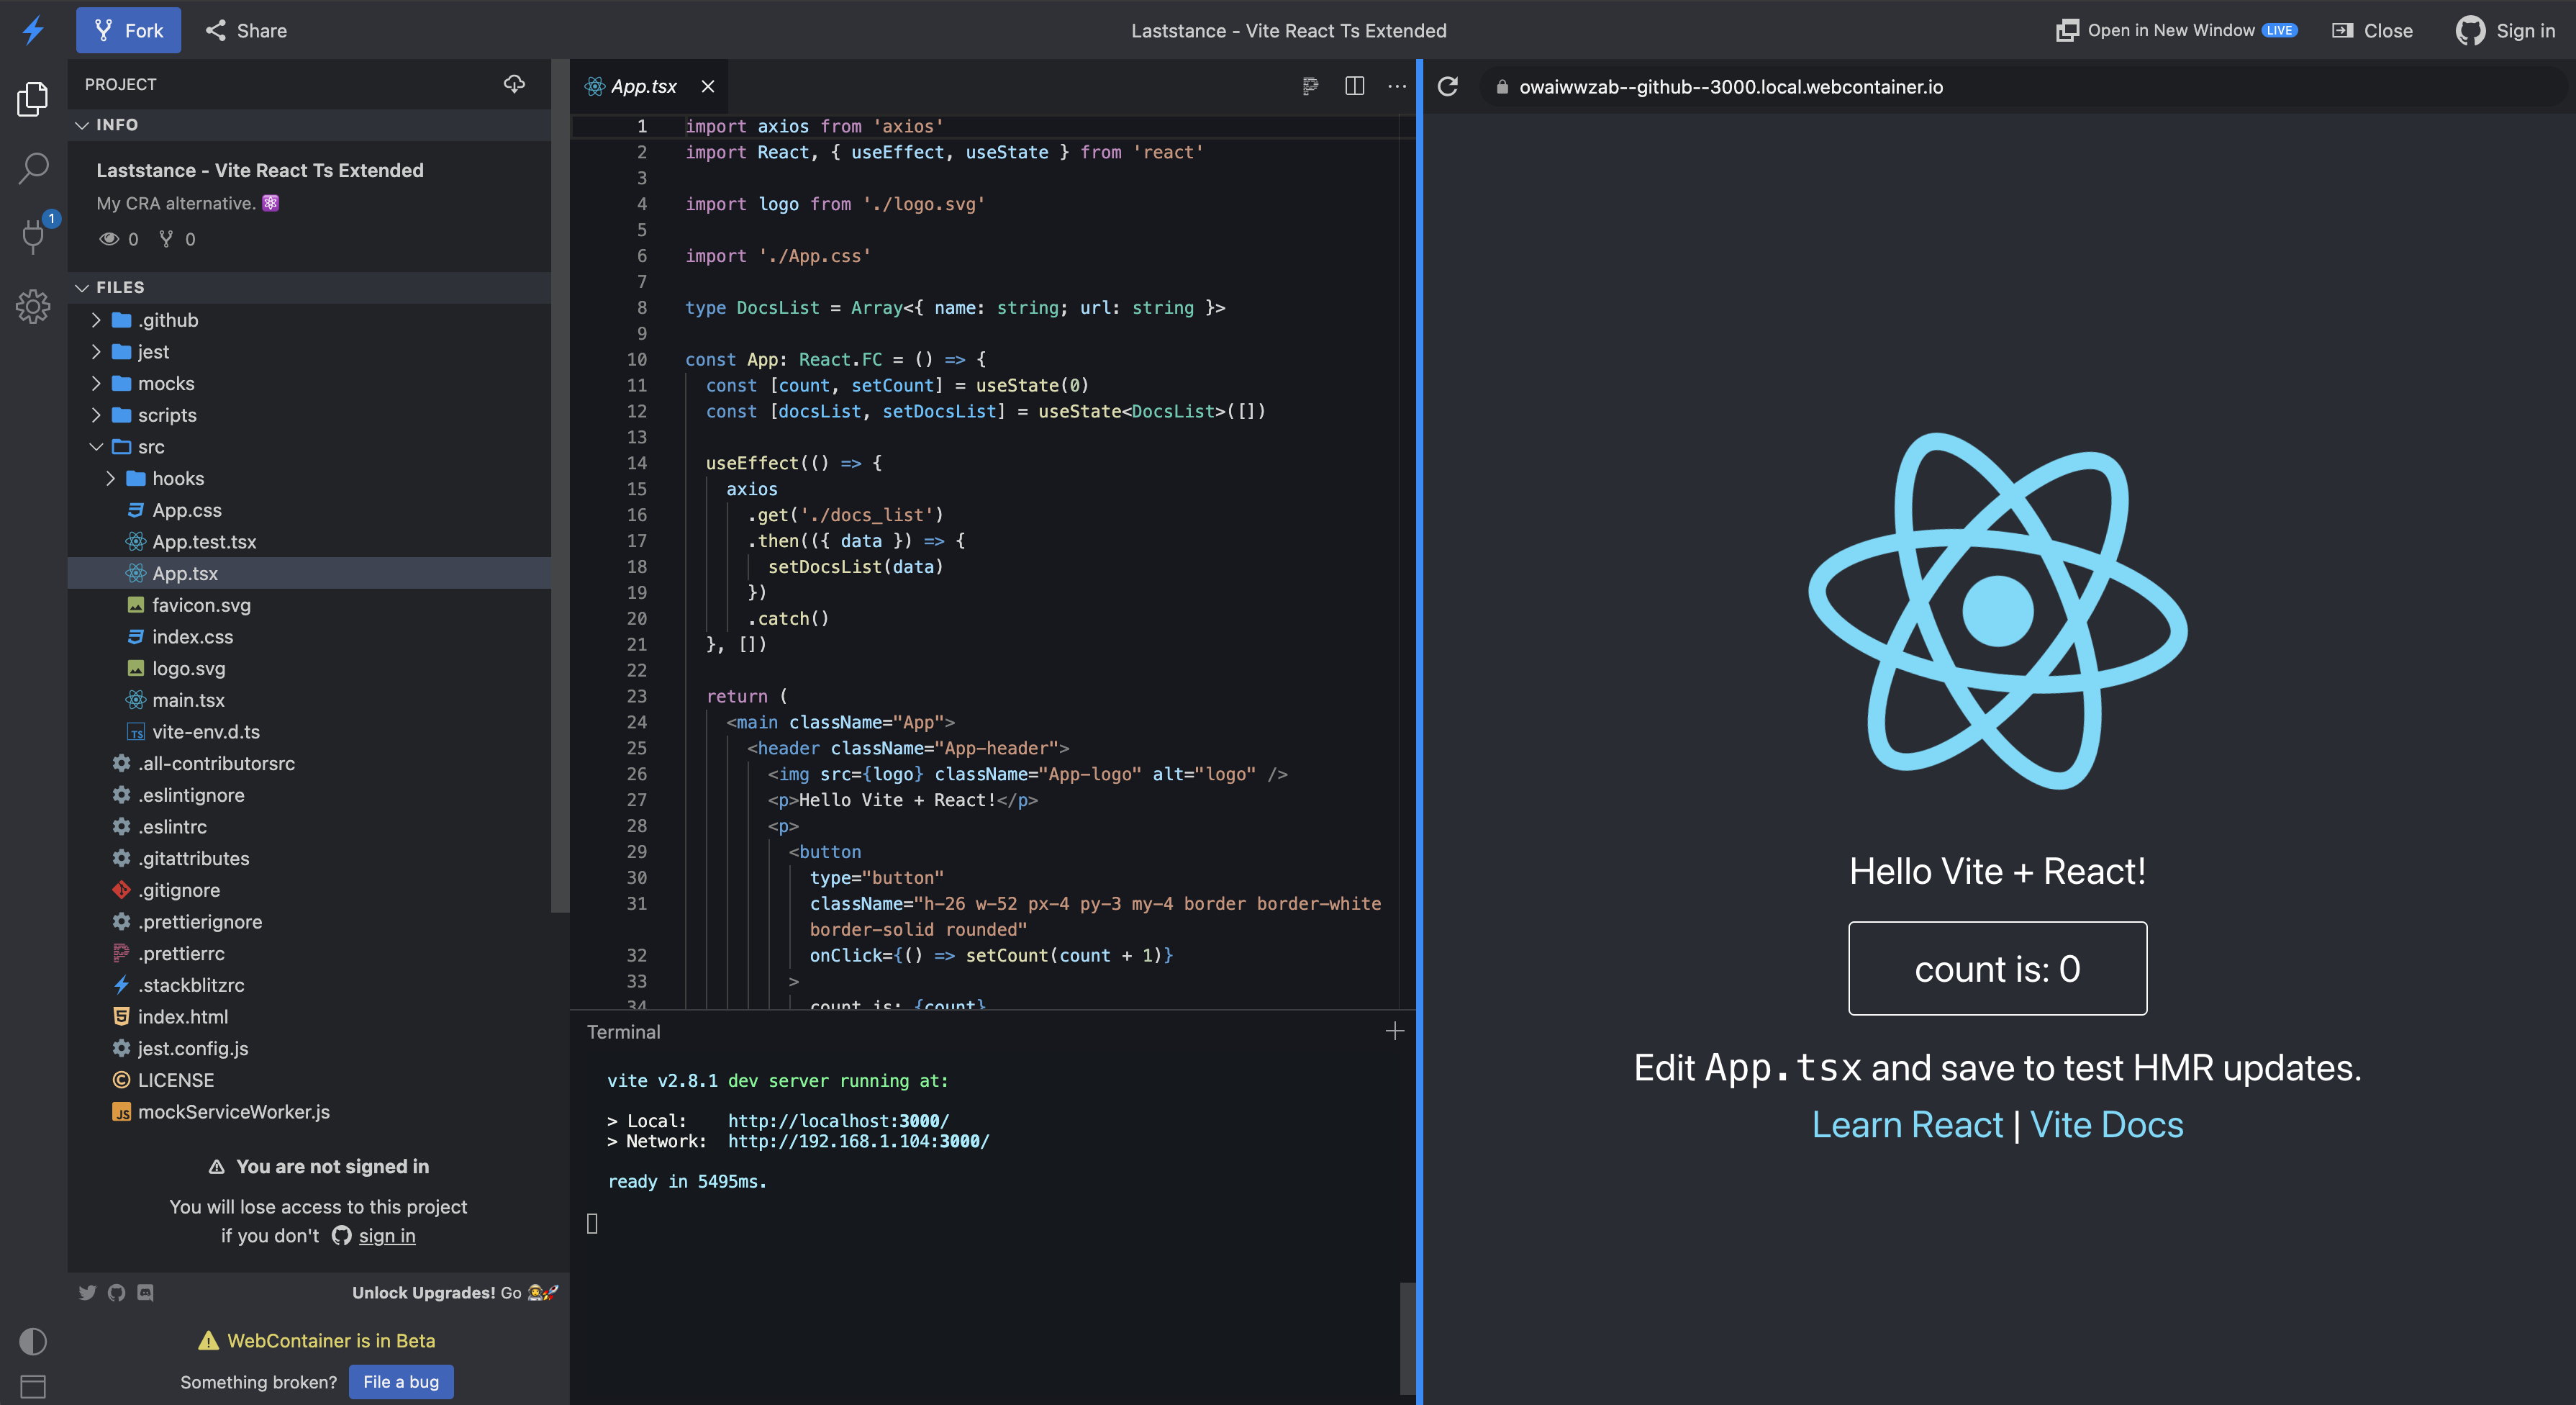 Fork
Share
Laststance - Vite React Ts Extended
Open in New Window LIVE
Close
Sign in
PROJECT
INFO
Laststance - Vite React Ts Extended
My CRA alternative.
0 0
1
FILES
.github
jest
mocks
scripts
src
hooks
App.css
App.test.tsx
App.tsx
favicon.svg
index.css
logo.svg
main.tsx
TS vite-env.d.ts
.all-contributorsrc
.eslintignore
.eslintrc
.gitattributes
.gitignore
.prettierignore
.prettierrc
.stackblitzrc
index.html
jest.config.js
LICENSE
JS mockServiceWorker.js
You are not signed in
You will lose access to this project
if you don't sign in
Unlock Upgrades! Go
WebContainer is in Beta
Something broken? File a bug
App.tsx
1 import axios from 'axios'
2 import React, { useEffect, useState } from 'react'
3
4 import logo from './logo.svg'
5
6 import './App.css'
7
8 type DocsList = Array<{ name: string; url: string }>
9
10 const App: React.FC = () => {
11 const [count, setCount] = useState(0)
12 const [docsList, setDocsList] = useState<DocsList>([])
13
14 useEffect(() => {
15 axios
16 .get('./docs_list')
17 .then(({ data }) => {
18 setDocsList(data)
19 })
20 .catch()
21 }, [])
22
23 return (
24 <main className="App">
25 <header className="App-header">
26 <img src={logo} className="App-logo" alt="logo" />
27 <p>Hello Vite + React!</p>
28 <p>
29 <button
30 type="button"
31 className="h-26 w-52 px-4 py-3 my-4 border border-white
border-solid rounded"
32 onClick={() => setCount(count + 1)}
33 >
34 count is: {count}
Terminal
vite v2.8.1 dev server running at:
> Local: http://localhost:3000/
> Network: http://192.168.1.104:3000/
ready in 5495ms.
owaiwwzab--github--3000.local.webcontainer.io
Hello Vite + React!
count is: 0
Edit App.tsx and save to test HMR updates.
Learn React | Vite Docs